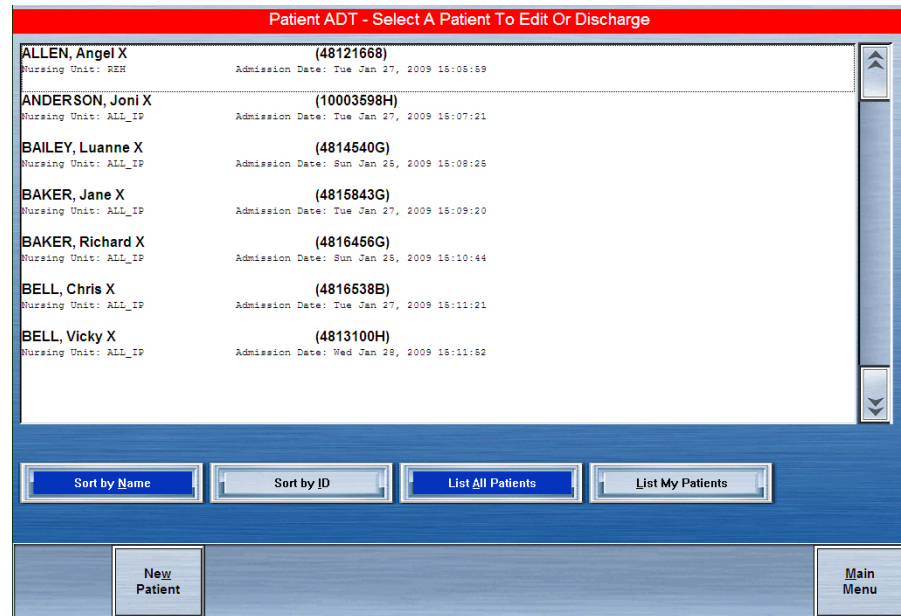 Patient ADT - Select A Patient To Edit Or Discharge
ALLEN, Angel X (48121668)
Nursing Unit: REH Admission Date: Tue Jan 27, 2009 15:05:59
ANDERSON, Joni X (10003598H)
Nursing Unit: ALL_IP Admission Date: Tue Jan 27, 2009 15:07:21
BAILEY, Luanne X (4814540G)
Nursing Unit: ALL_IP Admission Date: Sun Jan 25, 2009 15:08:25
BAKER, Jane X (4815843G)
Nursing Unit: ALL_IP Admission Date: Tue Jan 27, 2009 15:09:20
BAKER, Richard X (4816456G)
Nursing Unit: ALL_IP Admission Date: Sun Jan 25, 2009 15:10:44
BELL, Chris X (4816538B)
Nursing Unit: ALL_IP Admission Date: Tue Jan 27, 2009 15:11:21
BELL, Vicky X (4813100H)
Nursing Unit: ALL_IP Admission Date: Wed Jan 28, 2009 15:11:52
Sort by Name Sort by ID List All Patients List My Patients
New
Patient
Main
Menu